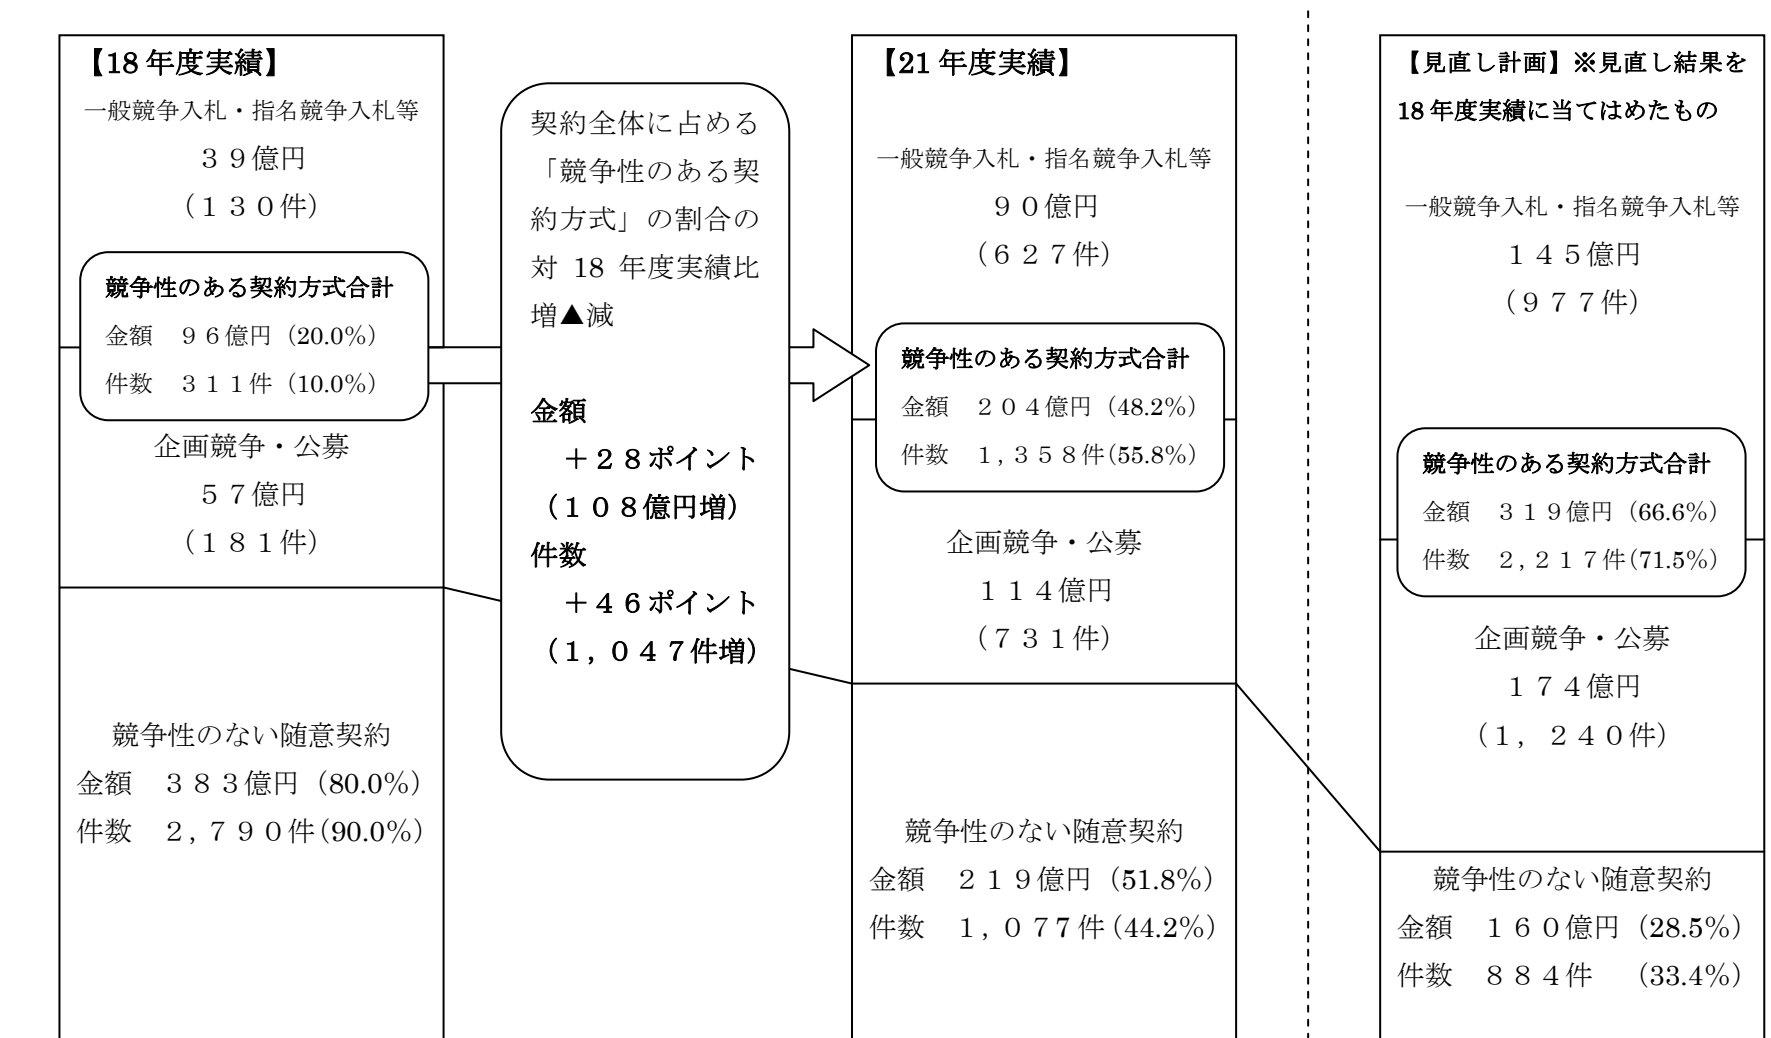 【18 年度実績】
一般競争入札・指名競争入札等
３９億円
（１３０件）
競争性のある契約方式合計
金額　９６億円（20.0％）
件数　３１１件（10.0％）
企画競争・公募
５７億円
（１８１件）
競争性のない随意契約
金額　３８３億円（80.0％）
件数　２，７９０件（90.0％）
契約全体に占める
「競争性のある契
約方式」の割合の
対 18 年度実績比
増▲減
金額
＋２８ポイント
（１０８億円増）
件数
＋４６ポイント
（１，０４７件増）
【21 年度実績】
一般競争入札・指名競争入札等
９０億円
（６２７件）
競争性のある契約方式合計
金額　２０４億円（48.2％）
件数　１，３５８件（55.8％）
企画競争・公募
１１４億円
（７３１件）
競争性のない随意契約
金額　２１９億円（51.8％）
件数　１，０７７件（44.2％）
【見直し計画】※見直し結果を
18 年度実績に当てはめたもの
一般競争入札・指名競争入札等
１４５億円
（９７７件）
競争性のある契約方式合計
金額　３１９億円（66.6％）
件数　２，２１７件（71.5％）
企画競争・公募
１７４億円
（１，２４０件）
競争性のない随意契約
金額　１６０億円（28.5％）
件数　８８４件　（33.4％）